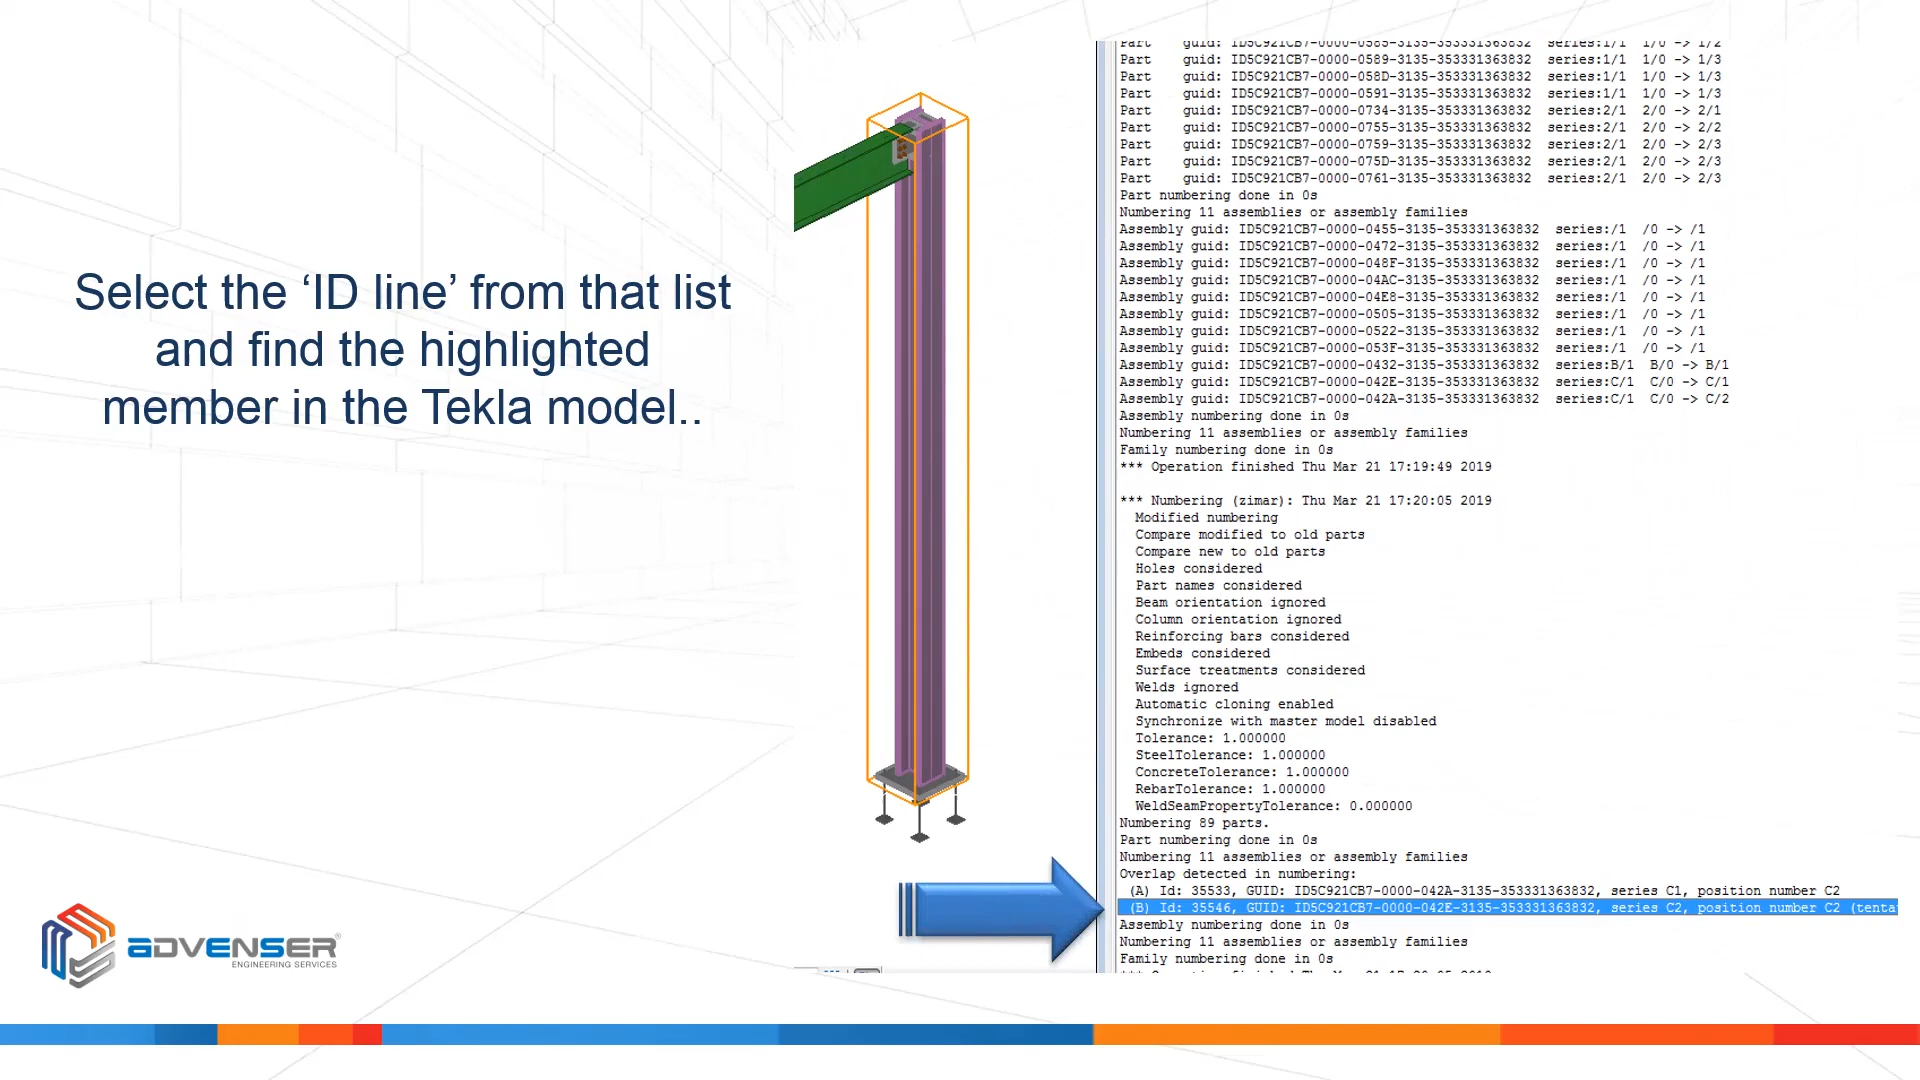 Select the ‘ID line’ from that list
and find the highlighted
member in the Tekla model..
ADVENSER®
ENGINEERING SERVICES
Part    guid: ID5C921CB7-0000-0585-3135-353331363832  series:1/1  1/0 -> 1/2
Part    guid: ID5C921CB7-0000-0589-3135-353331363832  series:1/1  1/0 -> 1/3
Part    guid: ID5C921CB7-0000-058D-3135-353331363832  series:1/1  1/0 -> 1/3
Part    guid: ID5C921CB7-0000-0591-3135-353331363832  series:1/1  1/0 -> 1/3
Part    guid: ID5C921CB7-0000-0734-3135-353331363832  series:2/1  2/0 -> 2/1
Part    guid: ID5C921CB7-0000-0755-3135-353331363832  series:2/1  2/0 -> 2/2
Part    guid: ID5C921CB7-0000-0759-3135-353331363832  series:2/1  2/0 -> 2/3
Part    guid: ID5C921CB7-0000-075D-3135-353331363832  series:2/1  2/0 -> 2/3
Part    guid: ID5C921CB7-0000-0761-3135-353331363832  series:2/1  2/0 -> 2/3
Part numbering done in 0s
Numbering 11 assemblies or assembly families
Assembly guid: ID5C921CB7-0000-0455-3135-353331363832  series:/1  /0 -> /1
Assembly guid: ID5C921CB7-0000-0472-3135-353331363832  series:/1  /0 -> /1
Assembly guid: ID5C921CB7-0000-048F-3135-353331363832  series:/1  /0 -> /1
Assembly guid: ID5C921CB7-0000-04AC-3135-353331363832  series:/1  /0 -> /1
Assembly guid: ID5C921CB7-0000-04E8-3135-353331363832  series:/1  /0 -> /1
Assembly guid: ID5C921CB7-0000-0505-3135-353331363832  series:/1  /0 -> /1
Assembly guid: ID5C921CB7-0000-0522-3135-353331363832  series:/1  /0 -> /1
Assembly guid: ID5C921CB7-0000-053F-3135-353331363832  series:/1  /0 -> /1
Assembly guid: ID5C921CB7-0000-0432-3135-353331363832  series:B/1  B/0 -> B/1
Assembly guid: ID5C921CB7-0000-042E-3135-353331363832  series:C/1  C/0 -> C/1
Assembly guid: ID5C921CB7-0000-042A-3135-353331363832  series:C/1  C/0 -> C/2
Assembly numbering done in 0s
Numbering 11 assemblies or assembly families
Family numbering done in 0s
*** Operation finished Thu Mar 21 17:19:49 2019
*** Numbering (zimar): Thu Mar 21 17:20:05 2019
Modified numbering
Compare modified to old parts
Compare new to old parts
Holes considered
Part names considered
Beam orientation ignored
Column orientation ignored
Reinforcing bars considered
Embeds considered
Surface treatments considered
Welds ignored
Automatic cloning enabled
Synchronize with master model disabled
Tolerance: 1.000000
SteelTolerance: 1.000000
ConcreteTolerance: 1.000000
RebarTolerance: 1.000000
WeldSeamPropertyTolerance: 0.000000
Numbering 89 parts.
Part numbering done in 0s
Numbering 11 assemblies or assembly families
Overlap detected in numbering:
(A) Id: 35533, GUID: ID5C921CB7-0000-042A-3135-353331363832, series C1, position number C2
(B) Id: 35546, GUID: ID5C921CB7-0000-042E-3135-353331363832, series C2, position number C2 (tenta
Assembly numbering done in 0s
Numbering 11 assemblies or assembly families
Family numbering done in 0s